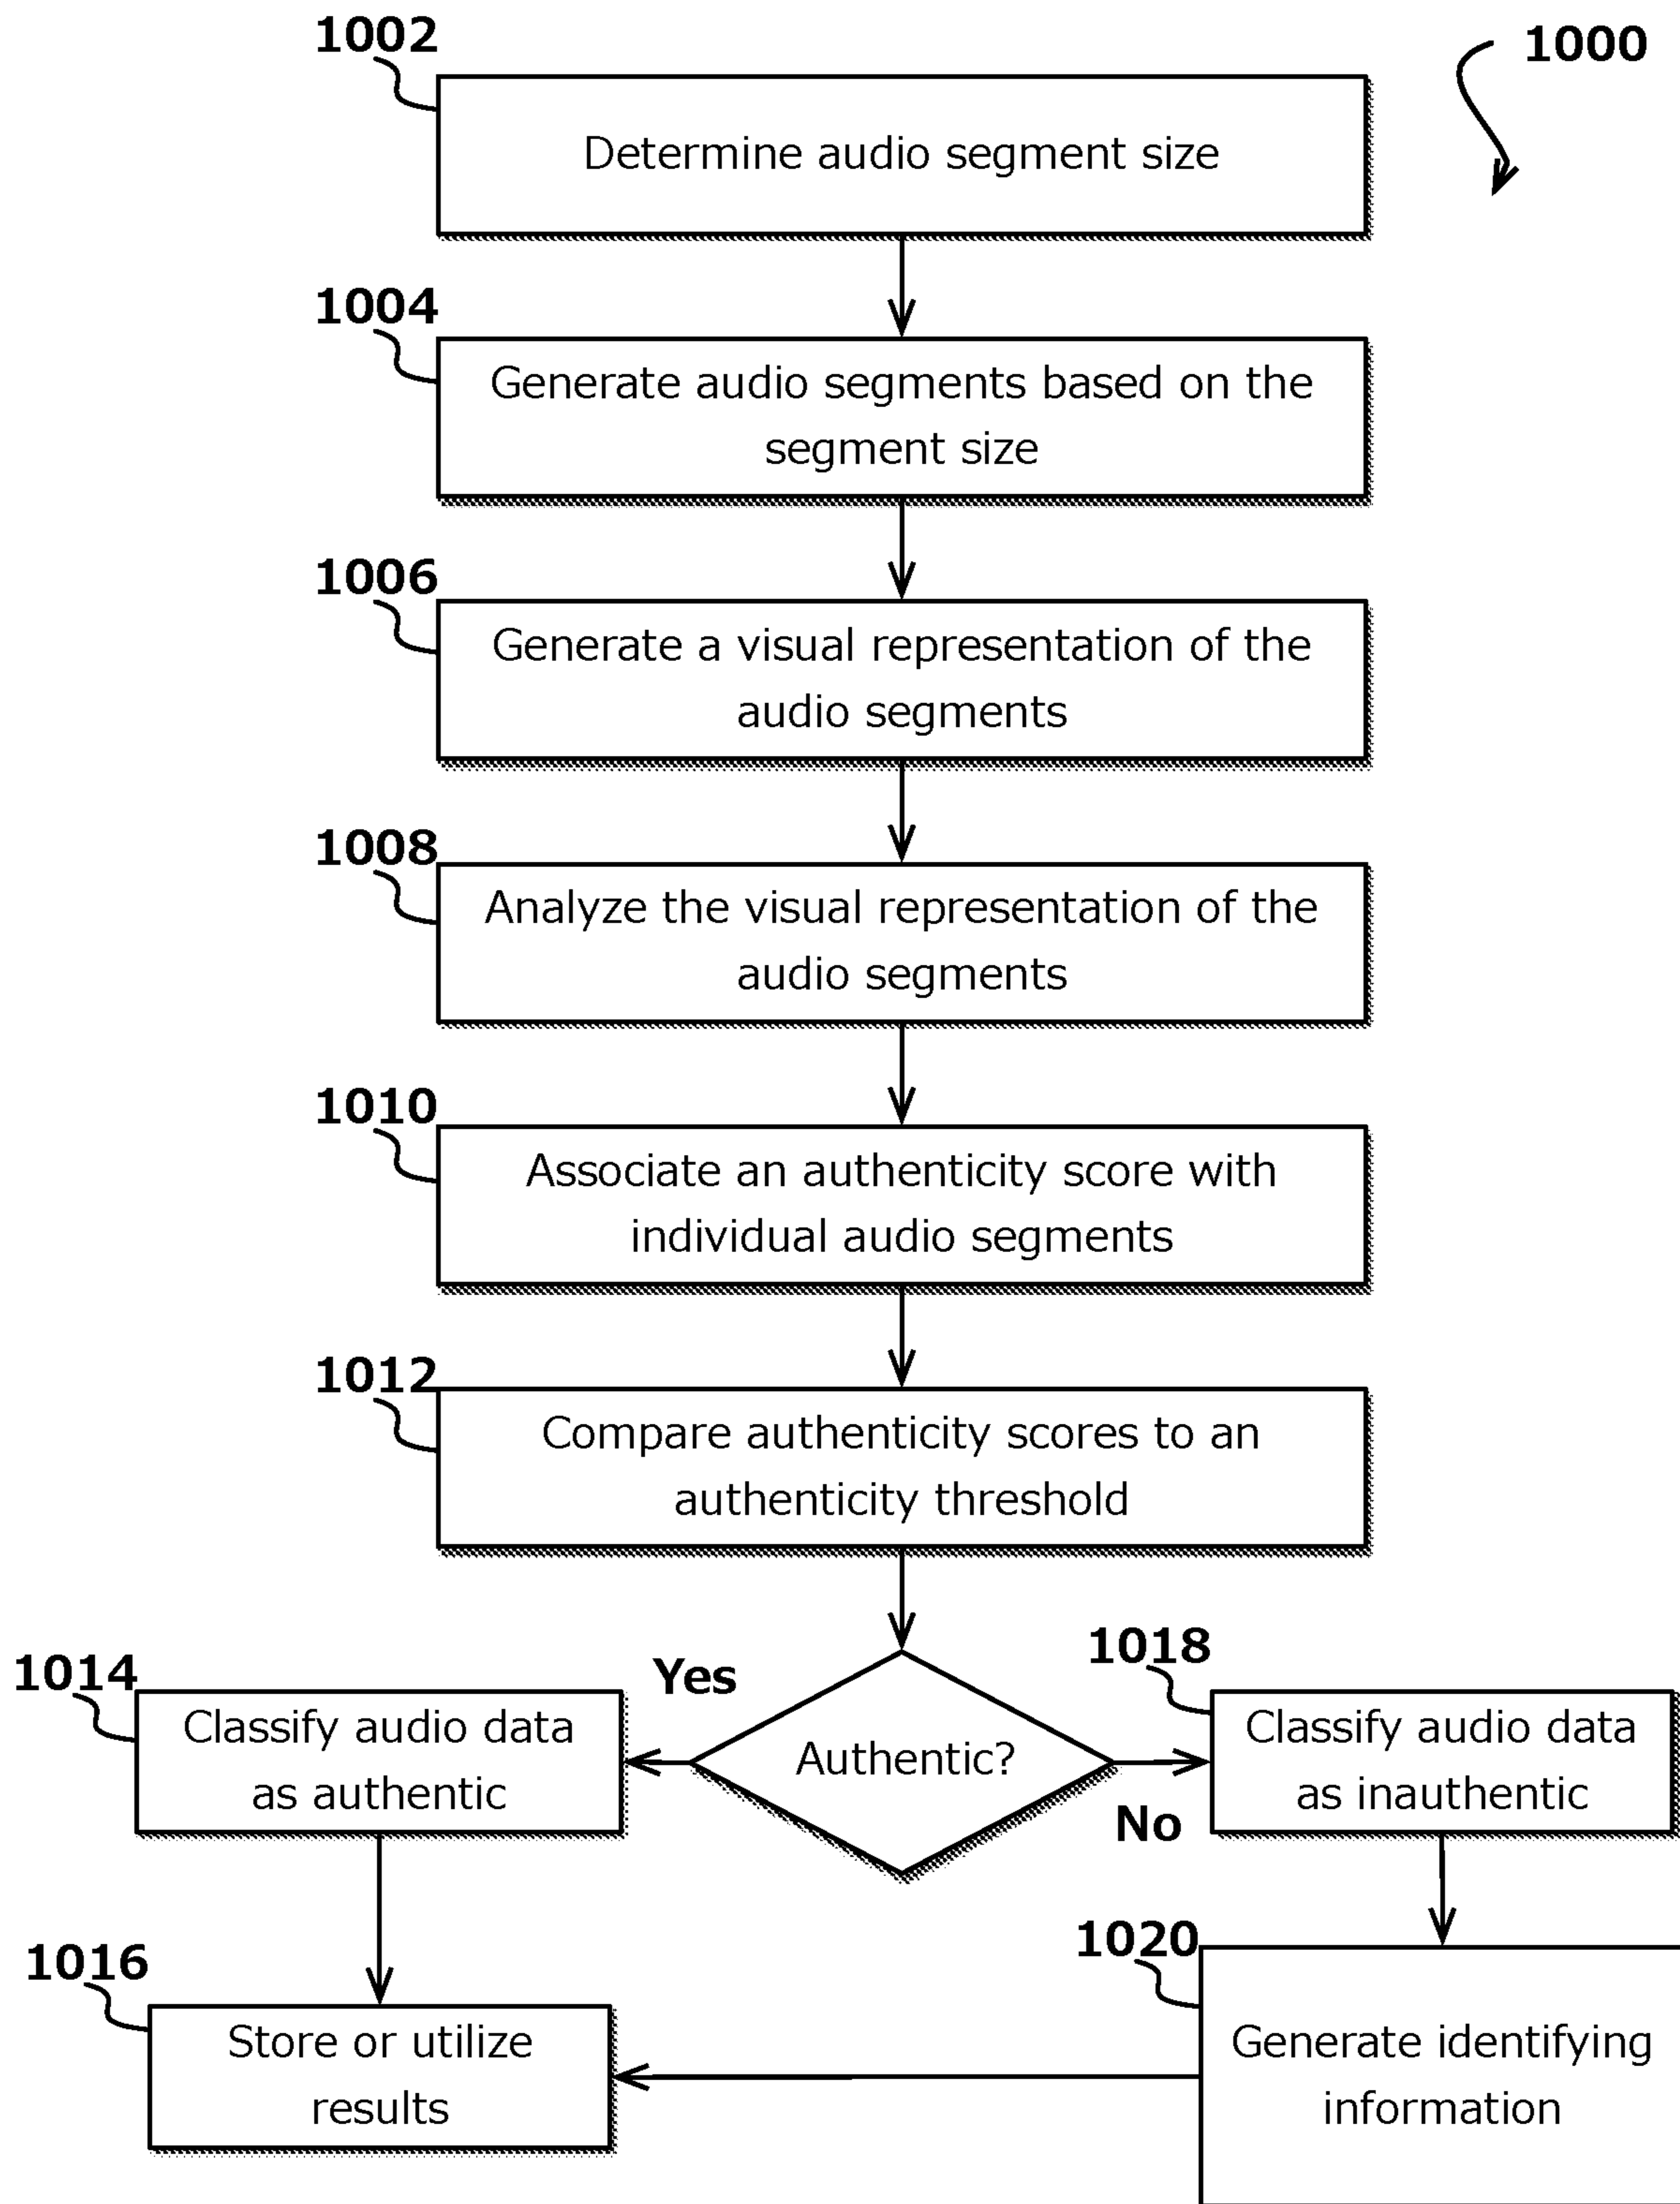 1002
1000
Determine audio segment size
1004
Generate audio segments based on the
segment size
1006
Generate a visual representation of the
audio segments
1008
Analyze the visual representation of the
audio segments
1010
Associate an authenticity score with
individual audio segments
1012
Compare authenticity scores to an
authenticity threshold
Authentic?
Yes
1014
Classify audio data
as authentic
No
1018
Classify audio data
as inauthentic
1016
Store or utilize
results
1020
Generate identifying
information